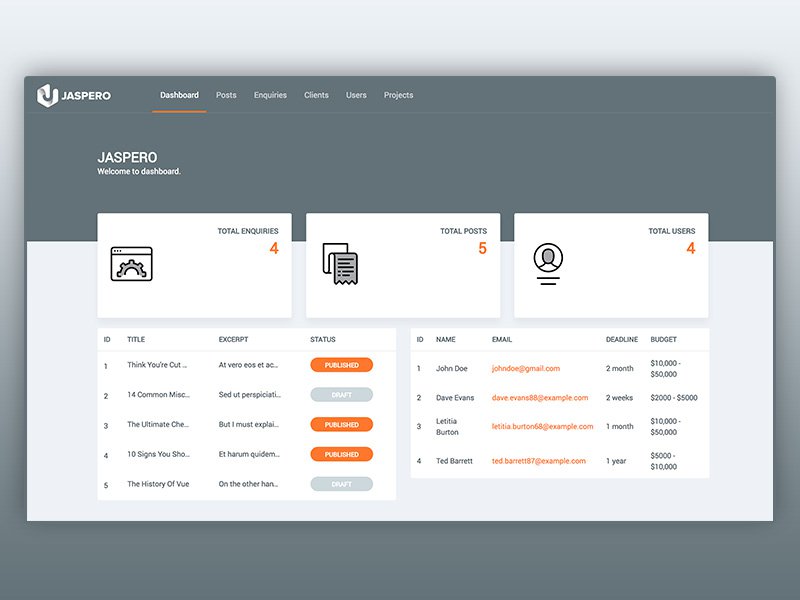 JASPERO
Dashboard Posts Enquiries Clients Users Projects
JASPERO
Welcome to dashboard.
TOTAL ENQUIRIES
4
TOTAL POSTS
5
TOTAL USERS
4
ID TITLE EXCERPT STATUS
1 Think You're Cut ... At vero eos et ac... PUBLISHED
2 14 Common Misc... Sed ut perspiciati... DRAFT
3 The Ultimate Che... But I must explai... PUBLISHED
4 10 Signs You Sho... Et harum quidem... PUBLISHED
5 The History Of Vue On the other han... DRAFT
ID NAME EMAIL DEADLINE BUDGET
1 John Doe johndoe@gmail.com 2 month $10,000 -
$50,000
2 Dave Evans dave.evans88@example.com 2 weeks $2000 - $5000
3 Letitia
Burton letitia.burton68@example.com 1 month $10,000 -
$50,000
4 Ted Barrett ted.barrett87@example.com 1 year $5000 -
$10,000